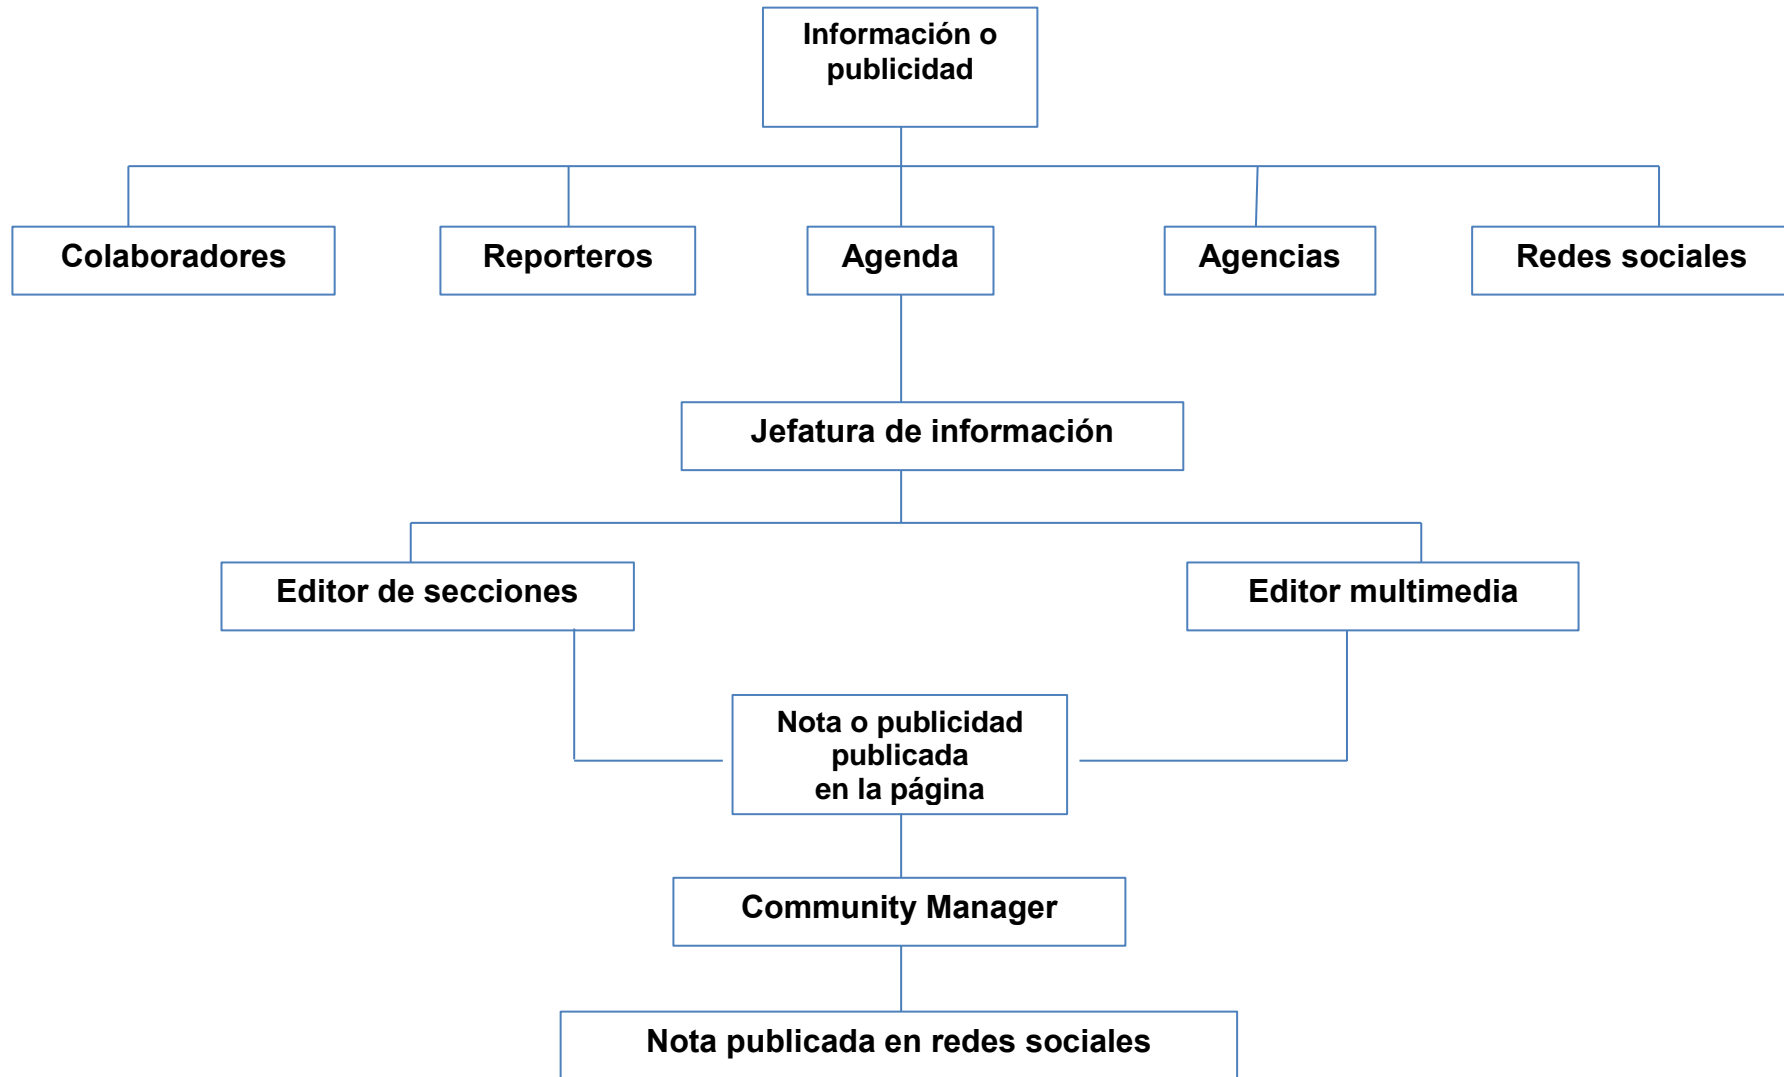 Información o
publicidad
Colaboradores
Reporteros
Agenda
Agencias
Redes sociales
Jefatura de información
Editor de secciones
Editor multimedia
Nota o publicidad
publicada
en la página
Community Manager
Nota publicada en redes sociales